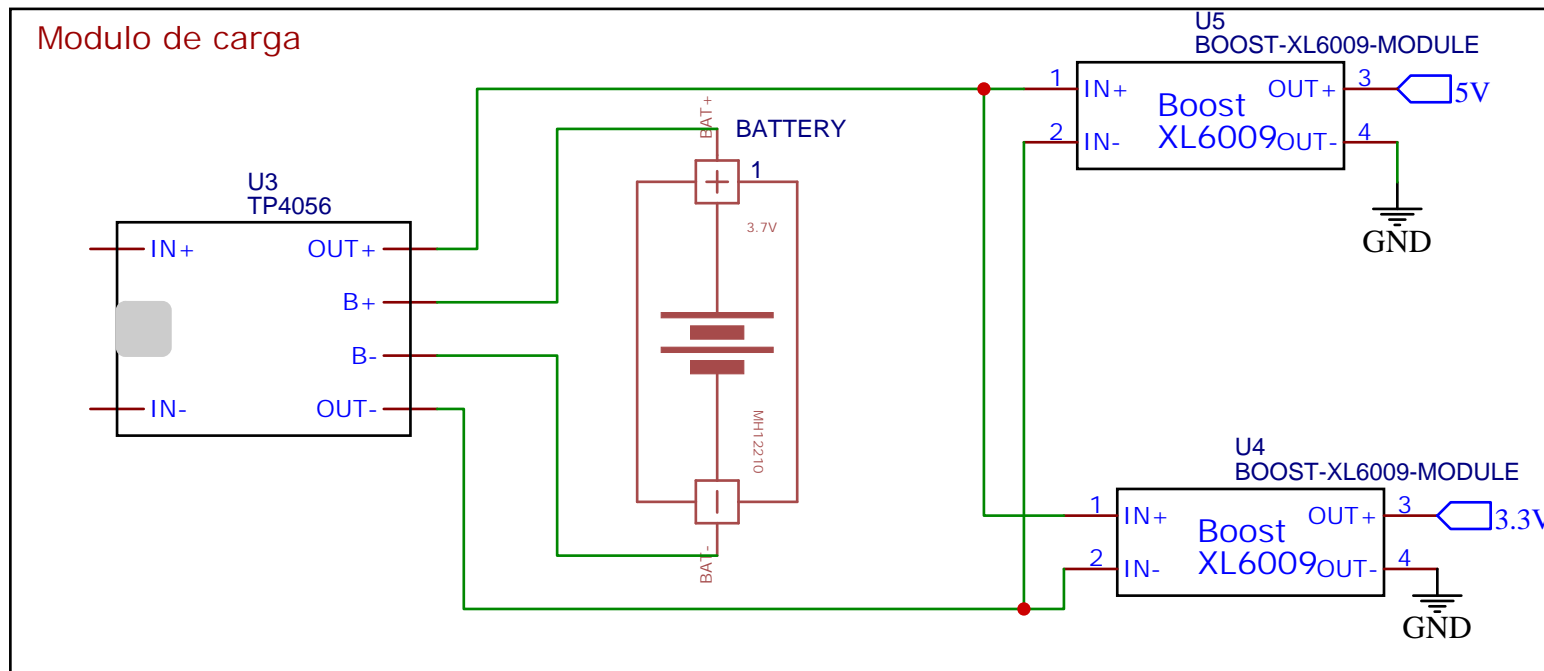 Modulo de carga
U3
TP4056
IN+
OUT+
B+
B-
IN-
OUT-
BAT+
BATTERY
1
3.7V
MH12210
BAT-
U5
BOOST-XL6009-MODULE
1
IN+
OUT+
3
5V
Boost
XL6009
2
IN-
OUT-
4
GND
U4
BOOST-XL6009-MODULE
1
IN+
OUT+
3
3.3V
Boost
XL6009
2
IN-
OUT-
4
GND